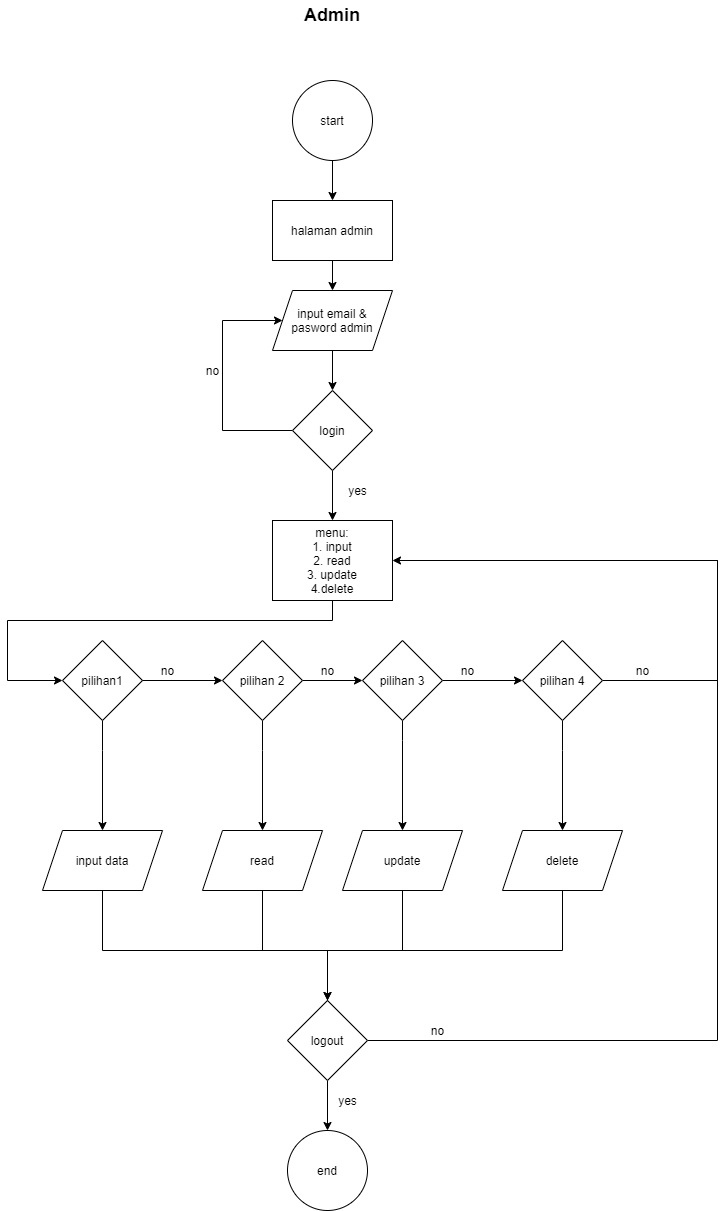 Admin
start
halaman admin
input email &
pasword admin
no
login
yes
menu:
1. input
2. read
3. update
4.delete
pilihan1
no
pilihan 2
no
pilihan 3
no
pilihan 4
no
input data
read
update
delete
logout
no
yes
end